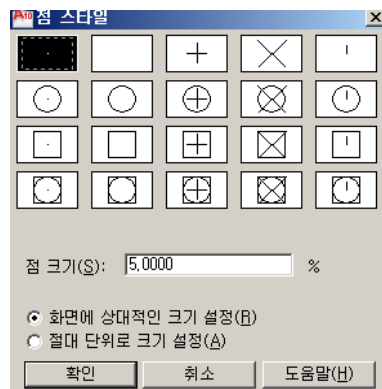 A10 점 스타일
점 크기(S): 5.0000 %
화면에 상대적인 크기 설정(R)
절대 단위로 크기 설정(A)
확인 취소 도움말(H)